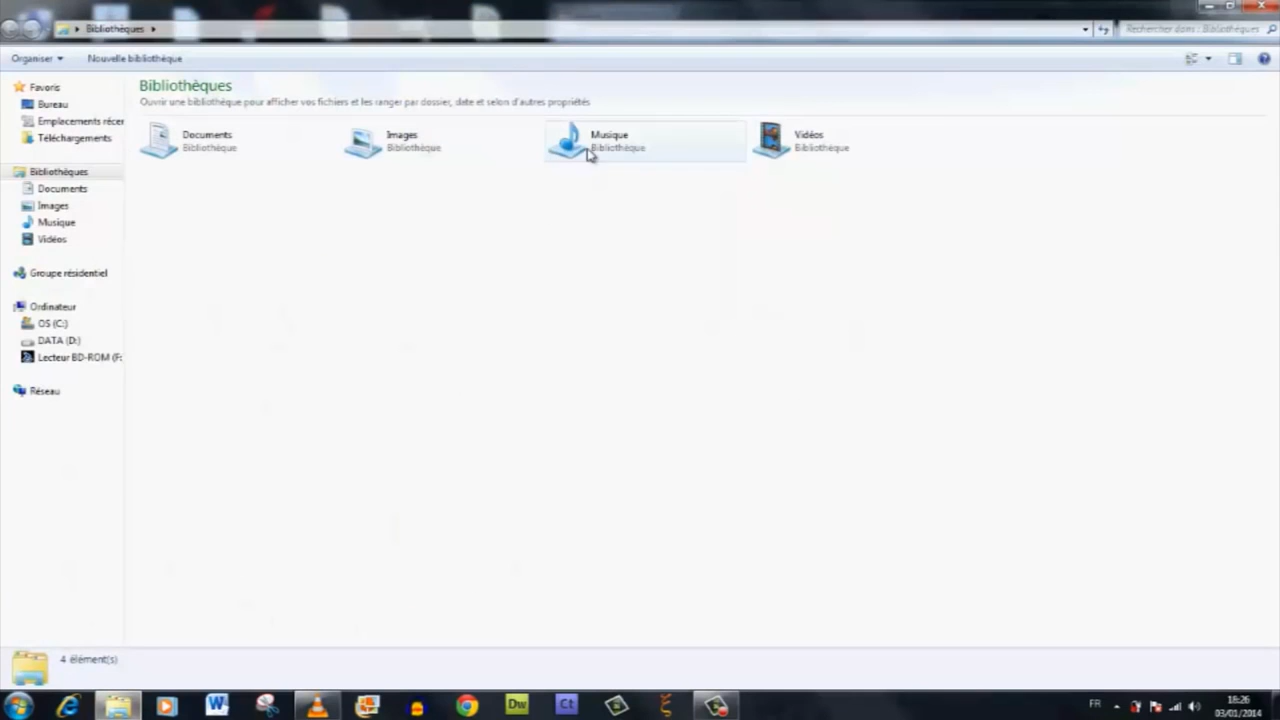 Bibliothèques
Rechercher dans : Bibliothèques
Organiser
Nouvelle bibliothèque
Favoris
Bureau
Emplacements récer
Téléchargements
Bibliothèques
Documents
Images
Musique
Vidéos
Groupe résidentiel
Ordinateur
OS (C:)
DATA (D:)
Lecteur BD-ROM (F:
Réseau
Bibliothèques
Ouvrir une bibliothèque pour afficher vos fichiers et les ranger par dossier, date et selon d'autres propriétés
Documents
Bibliothèque
Images
Bibliothèque
Musique
Bibliothèque
Vidéos
Bibliothèque
4 élément(s)
W
Dw
Ct
FR
18:26
03/01/2014